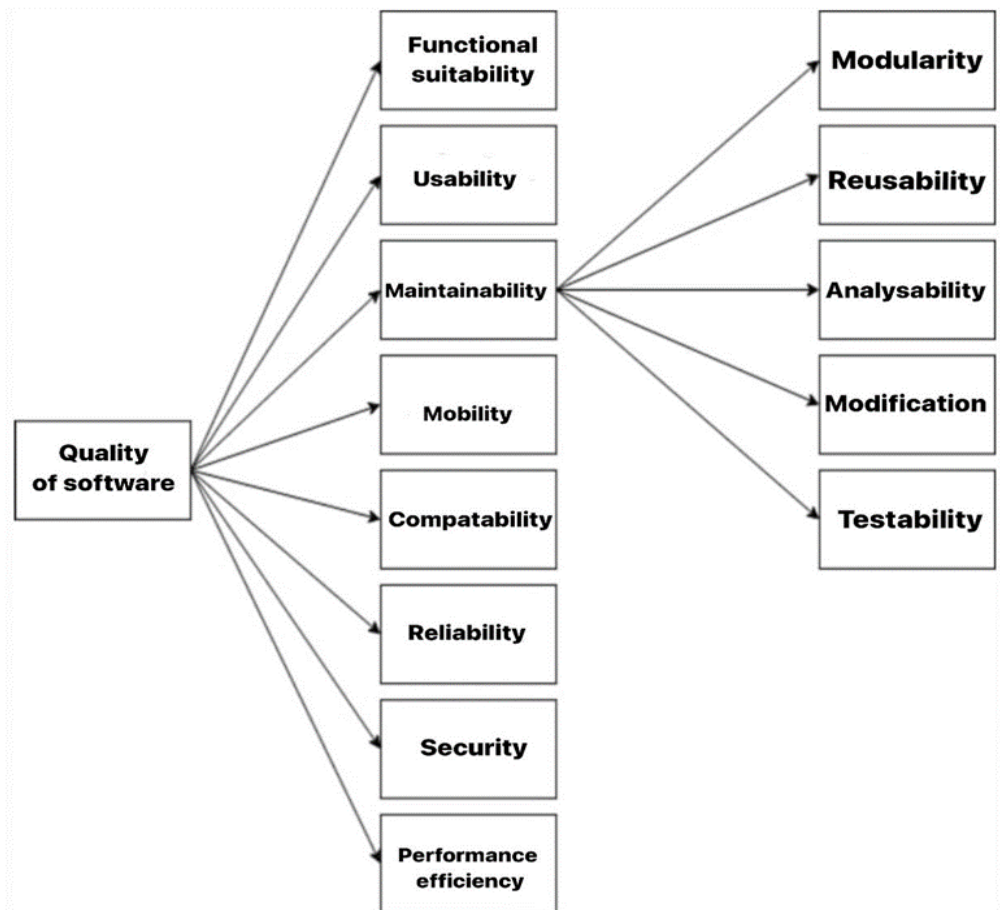 Functional
suitability
Usability
Maintainability
Mobility
Compatability
Reliability
Security
Performance
efficiency
Quality
of software
Modularity
Reusability
Analysability
Modification
Testability